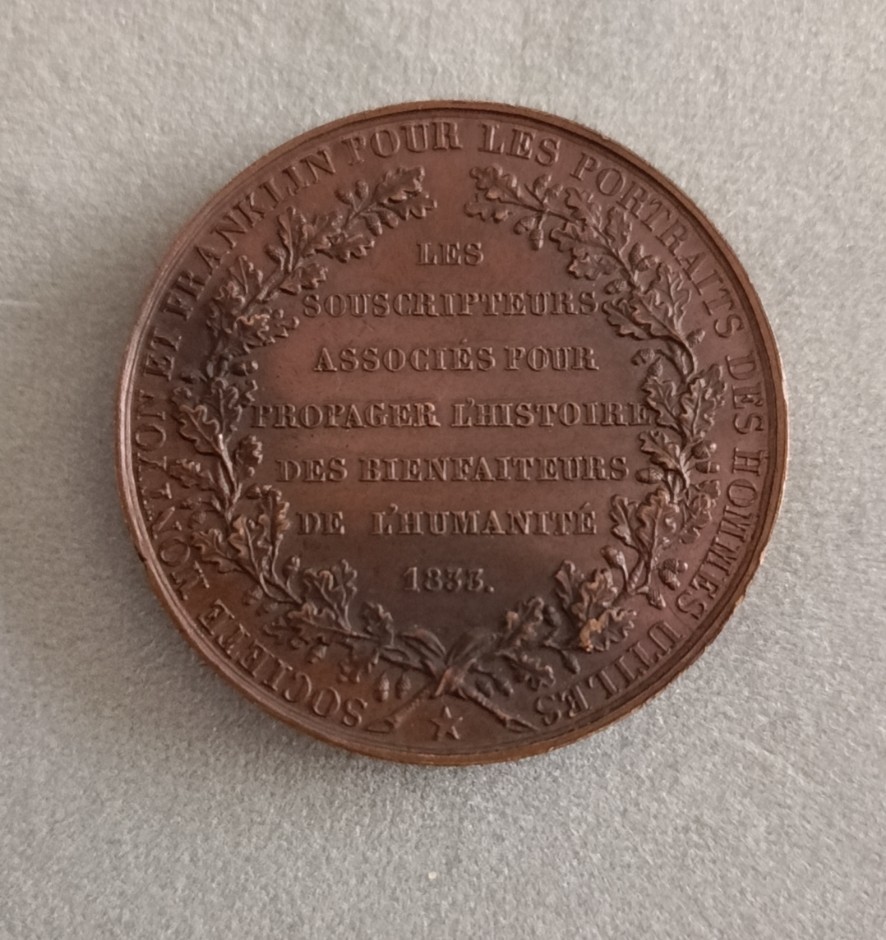 SOCIÉTÉ MONTYON ET FRANKLIN POUR LES PORTRAITS DES HOMMES UTILES
LES
SOUSCRIPTEURS
ASSOCIÉS POUR
PROPAGER L'HISTOIRE
DES BIENFAITEURS
DE L'HUMANITÉ
1833.